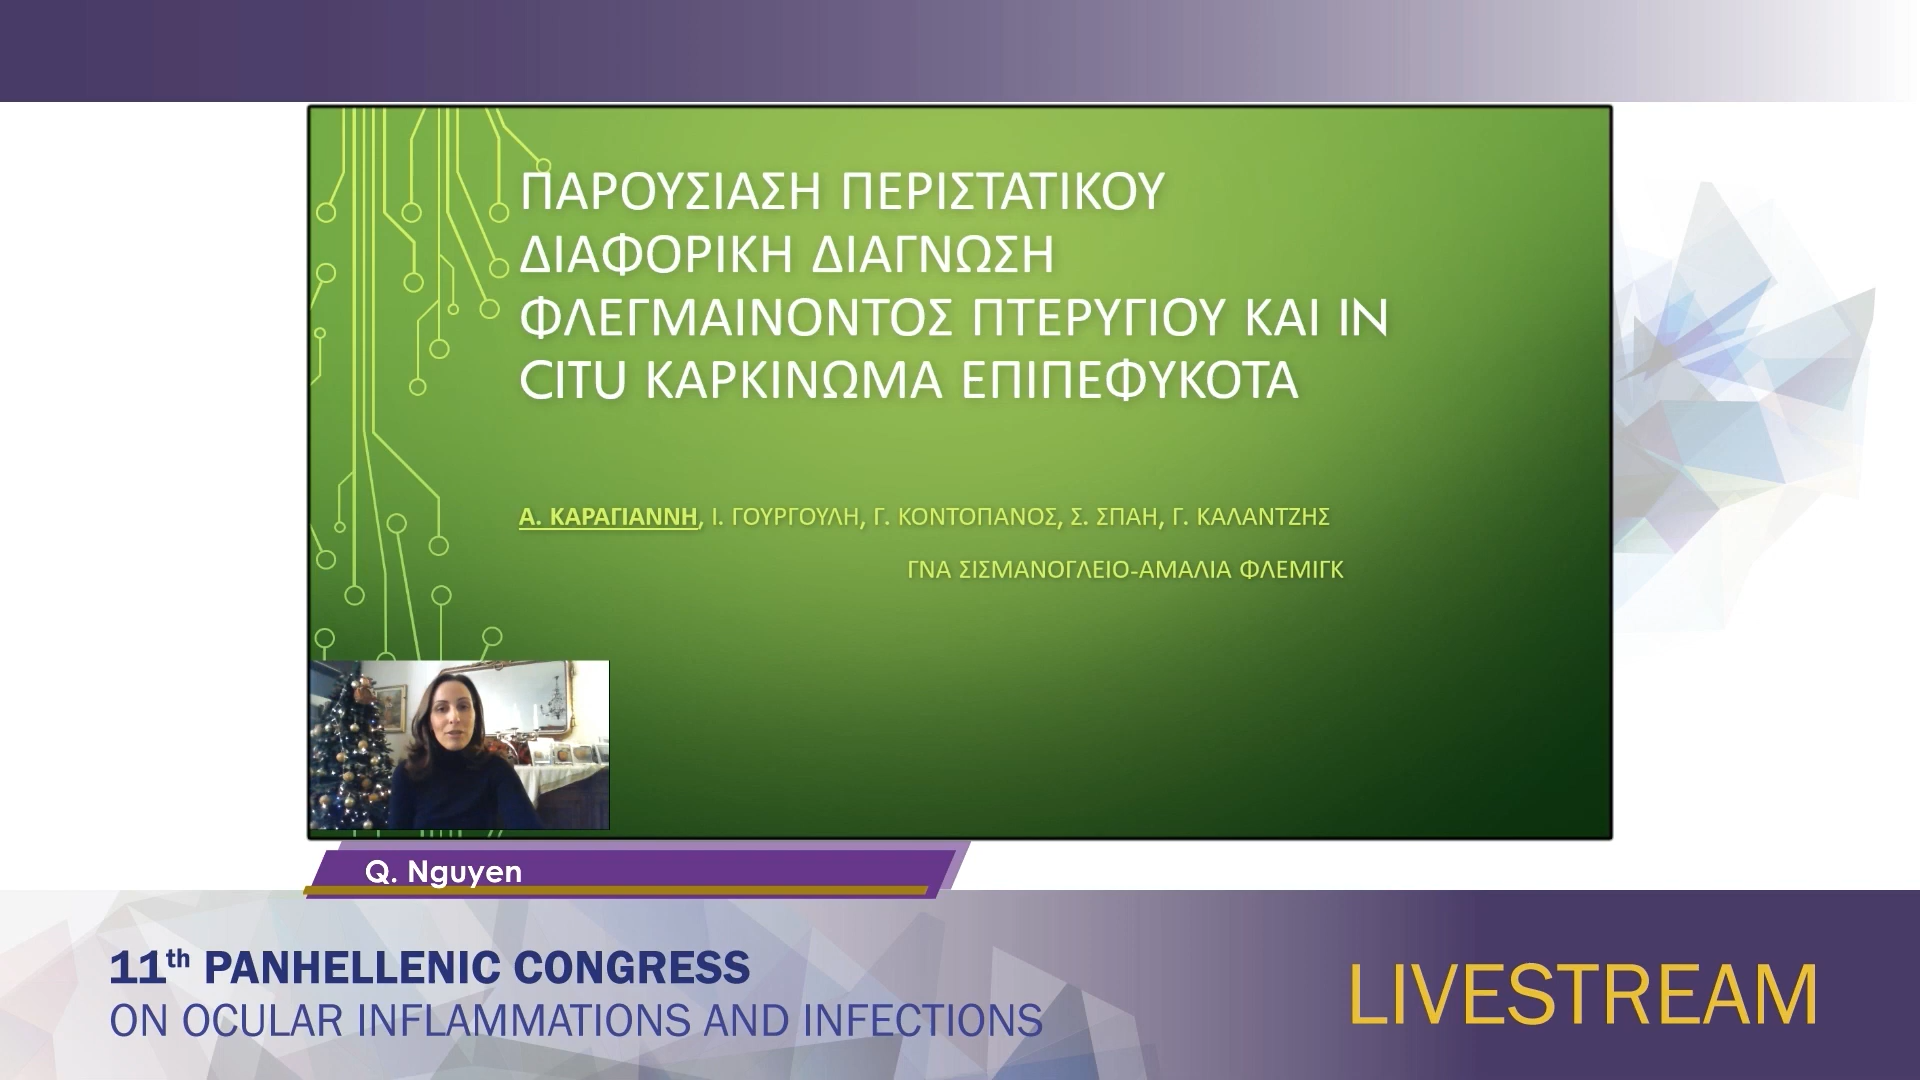 ΠΑΡΟΥΣΙΑΣΗ ΠΕΡΙΣΤΑΤΙΚΟΥ
ΔΙΑΦΟΡΙΚΗ ΔΙΑΓΝΩΣΗ
ΦΛΕΓΜΑΙΝΟΝΤΟΣ ΠΤΕΡΥΓΙΟΥ ΚΑΙ IN
CITU ΚΑΡΚΙΝΩΜΑ ΕΠΙΠΕΦΥΚΟΤΑ
Α. ΚΑΡΑΓΙΑΝΝΗ, Ι. ΓΟΥΡΓΟΥΛΗ, Γ. ΚΟΝΤΟΠΑΝΟΣ, Σ. ΣΠΑΗ, Γ. ΚΑΛΑΝΤΖΗΣ
ΓΝΑ ΣΙΣΜΑΝΟΓΛΕΙΟ-ΑΜΑΛΙΑ ΦΛΕΜΙΓΚ
Q. Nguyen
11th PANHELLENIC CONGRESS
ON OCULAR INFLAMMATIONS AND INFECTIONS
LIVESTREAM